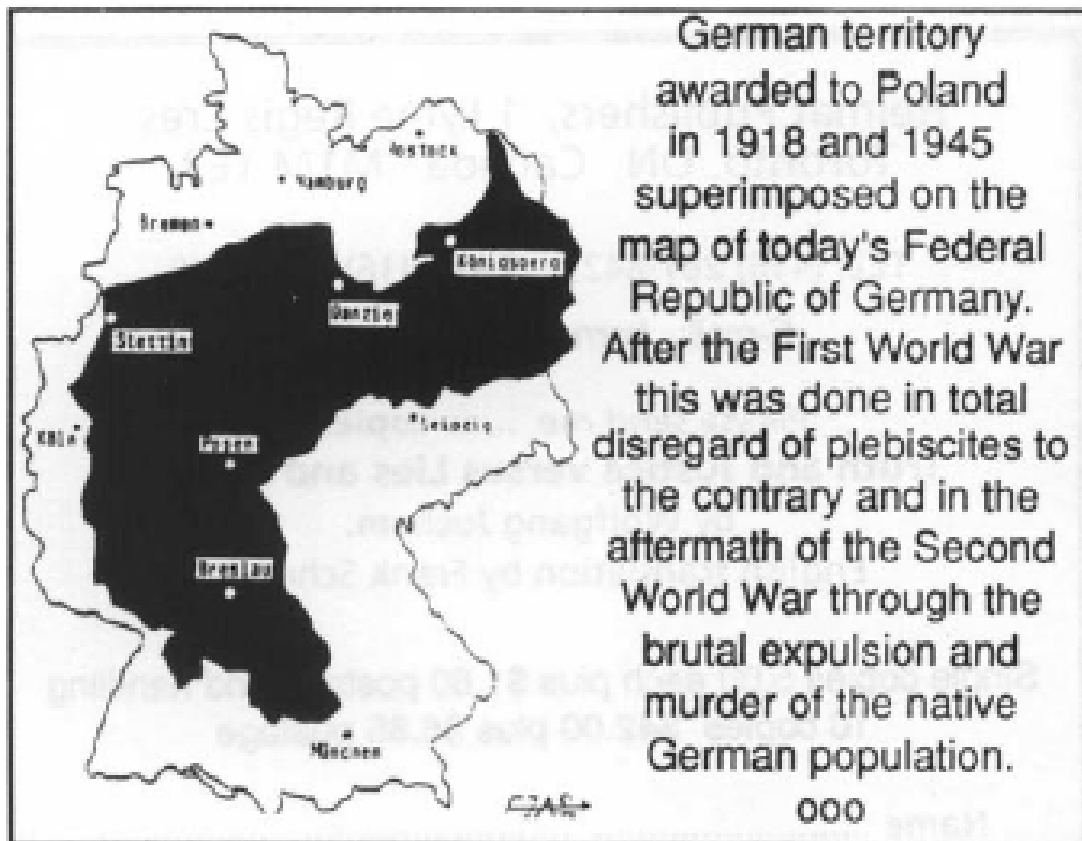 German territory
awarded to Poland
in 1918 and 1945
superimposed on the
map of today's Federal
Republic of Germany.
After the First World War
this was done in total
disregard of plebiscites to
the contrary and in the
aftermath of the Second
World War through the
brutal expulsion and
murder of the native
German population.
ooo
Rostock
Hamburg
Bremen
Königsberg
Danzig
Stettin
Köln
Leipzig
Posen
Breslau
München